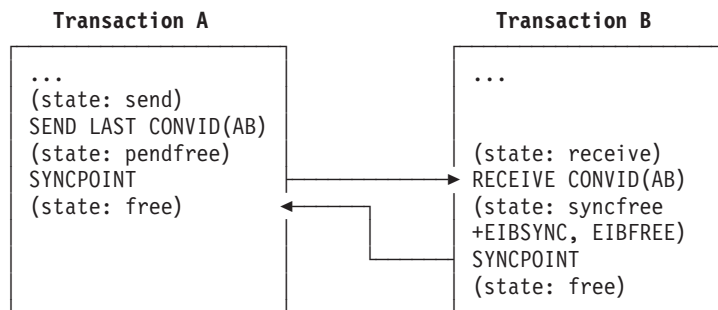 Transaction A
...
(state: send)
SEND LAST CONVID(AB)
(state: pendfree)
SYNCPOINT
(state: free)
Transaction B
...
(state: receive)
RECEIVE CONVID(AB)
(state: syncfree
+EIBSYNC, EIBFREE)
SYNCPOINT
(state: free)